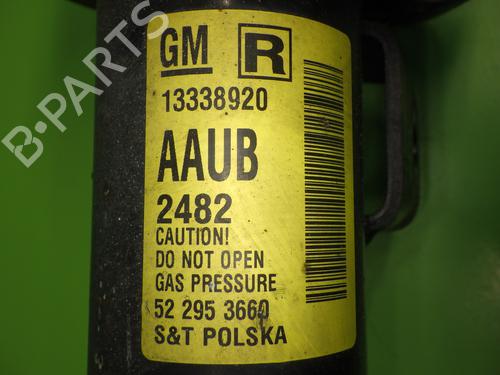 GM R
13338920
AAUB
2482
CAUTION!
DO NOT OPEN
GAS PRESSURE
52 295 3660
S&T POLSKA
B-PARTS